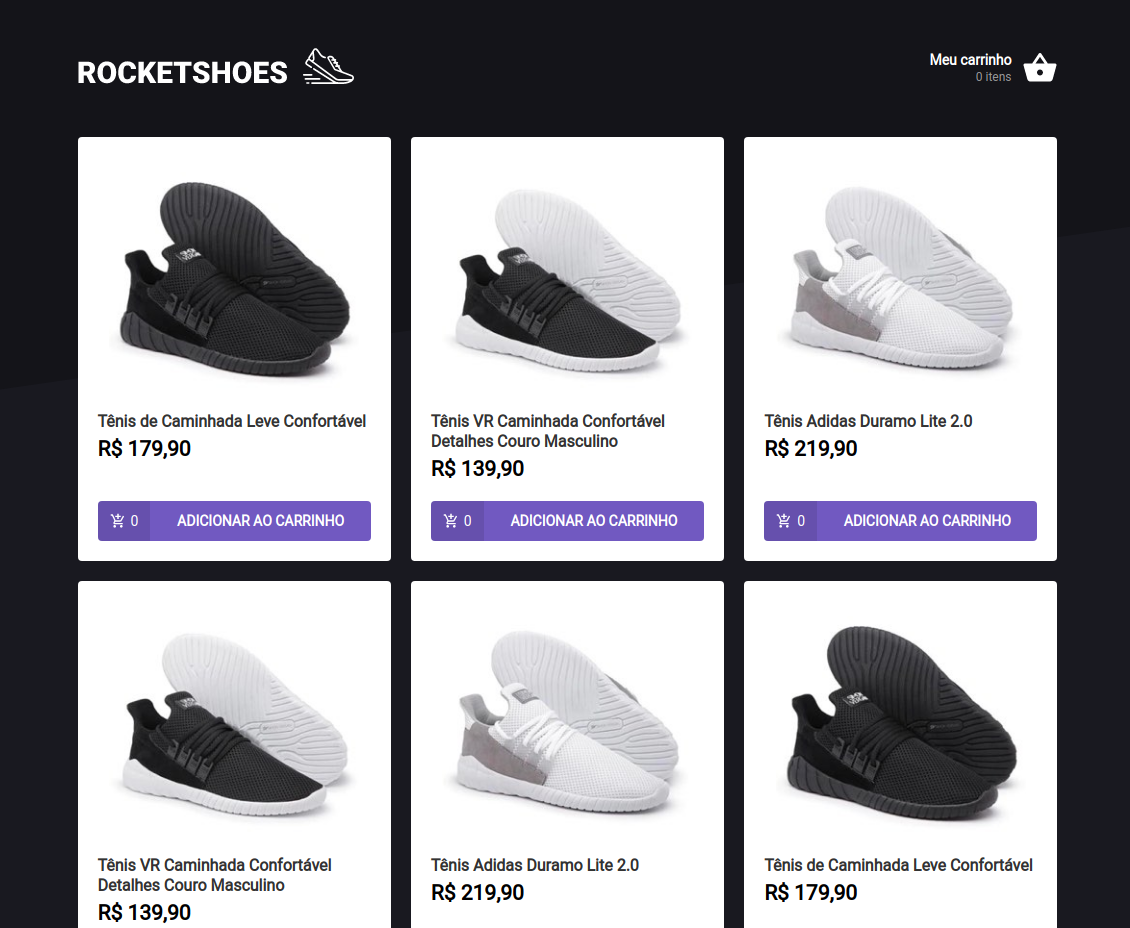 ROCKETSHOES
Meu carrinho
0 itens
Tênis de Caminhada Leve Confortável
R$ 179,90
0 ADICIONAR AO CARRINHO
Tênis VR Caminhada Confortável
Detalhes Couro Masculino
R$ 139,90
0 ADICIONAR AO CARRINHO
Tênis Adidas Duramo Lite 2.0
R$ 219,90
0 ADICIONAR AO CARRINHO
Tênis VR Caminhada Confortável
Detalhes Couro Masculino
R$ 139,90
Tênis Adidas Duramo Lite 2.0
R$ 219,90
Tênis de Caminhada Leve Confortável
R$ 179,90